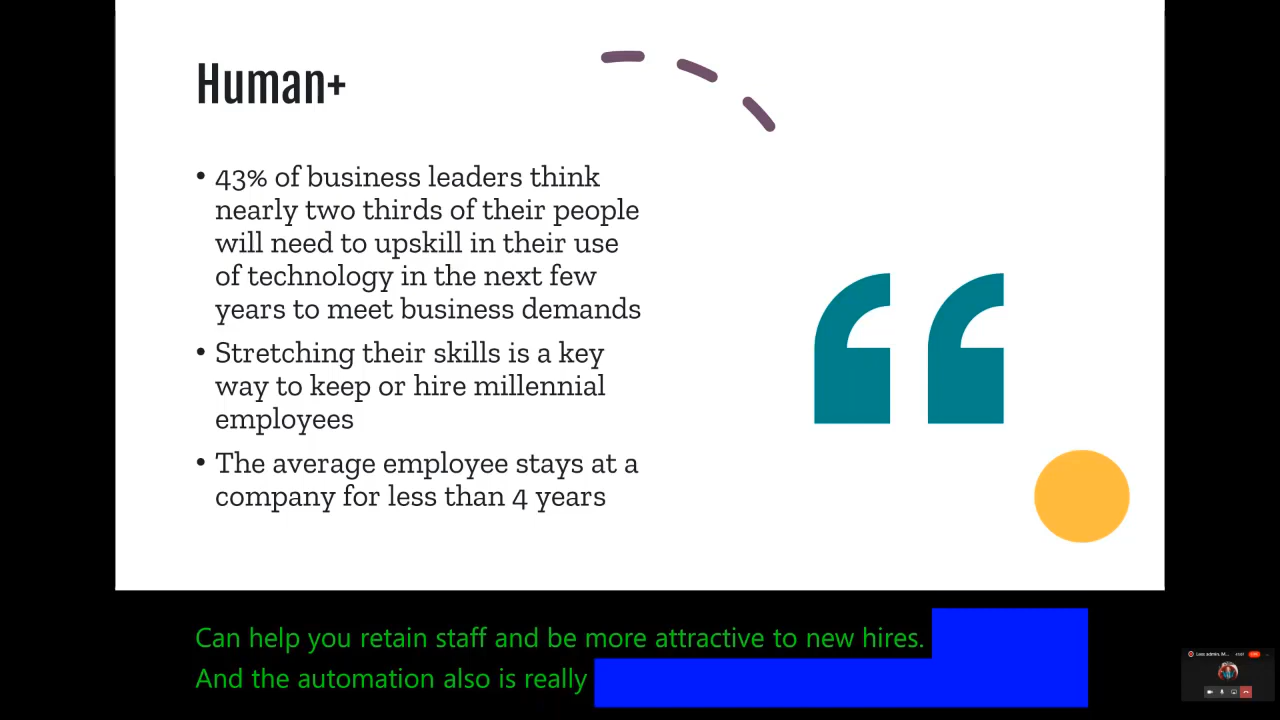 Human+
• 43% of business leaders think
nearly two thirds of their people
will need to upskill in their use
of technology in the next few
years to meet business demands
• Stretching their skills is a key
way to keep or hire millennial
employees
• The average employee stays at a
company for less than 4 years
Can help you retain staff and be more attractive to new hires.
And the automation also is really